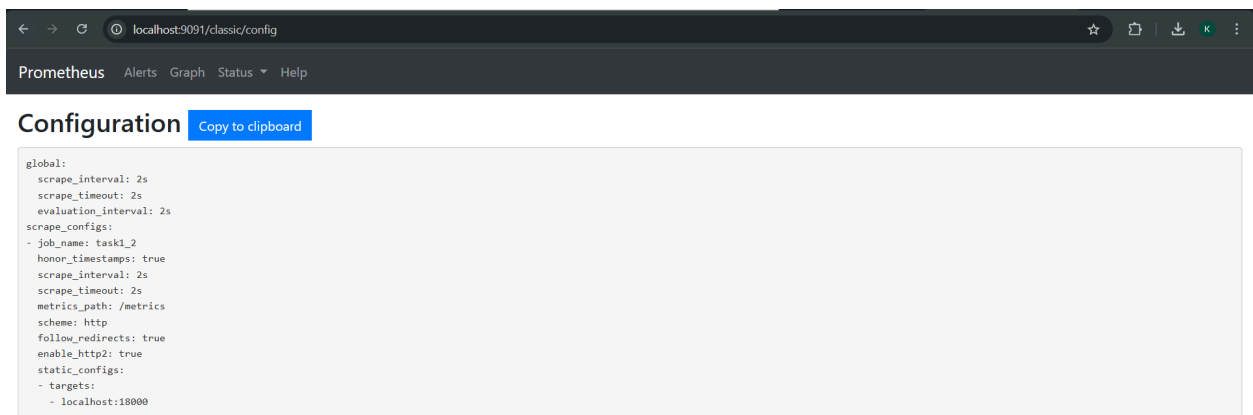 localhost:9091/classic/config
K
Prometheus Alerts Graph Status Help
Configuration Copy to clipboard
global:
  scrape_interval: 2s
  scrape_timeout: 2s
  evaluation_interval: 2s
scrape_configs:
- job_name: task1_2
  honor_timestamps: true
  scrape_interval: 2s
  scrape_timeout: 2s
  metrics_path: /metrics
  scheme: http
  follow_redirects: true
  enable_http2: true
  static_configs:
  - targets:
    - localhost:18000